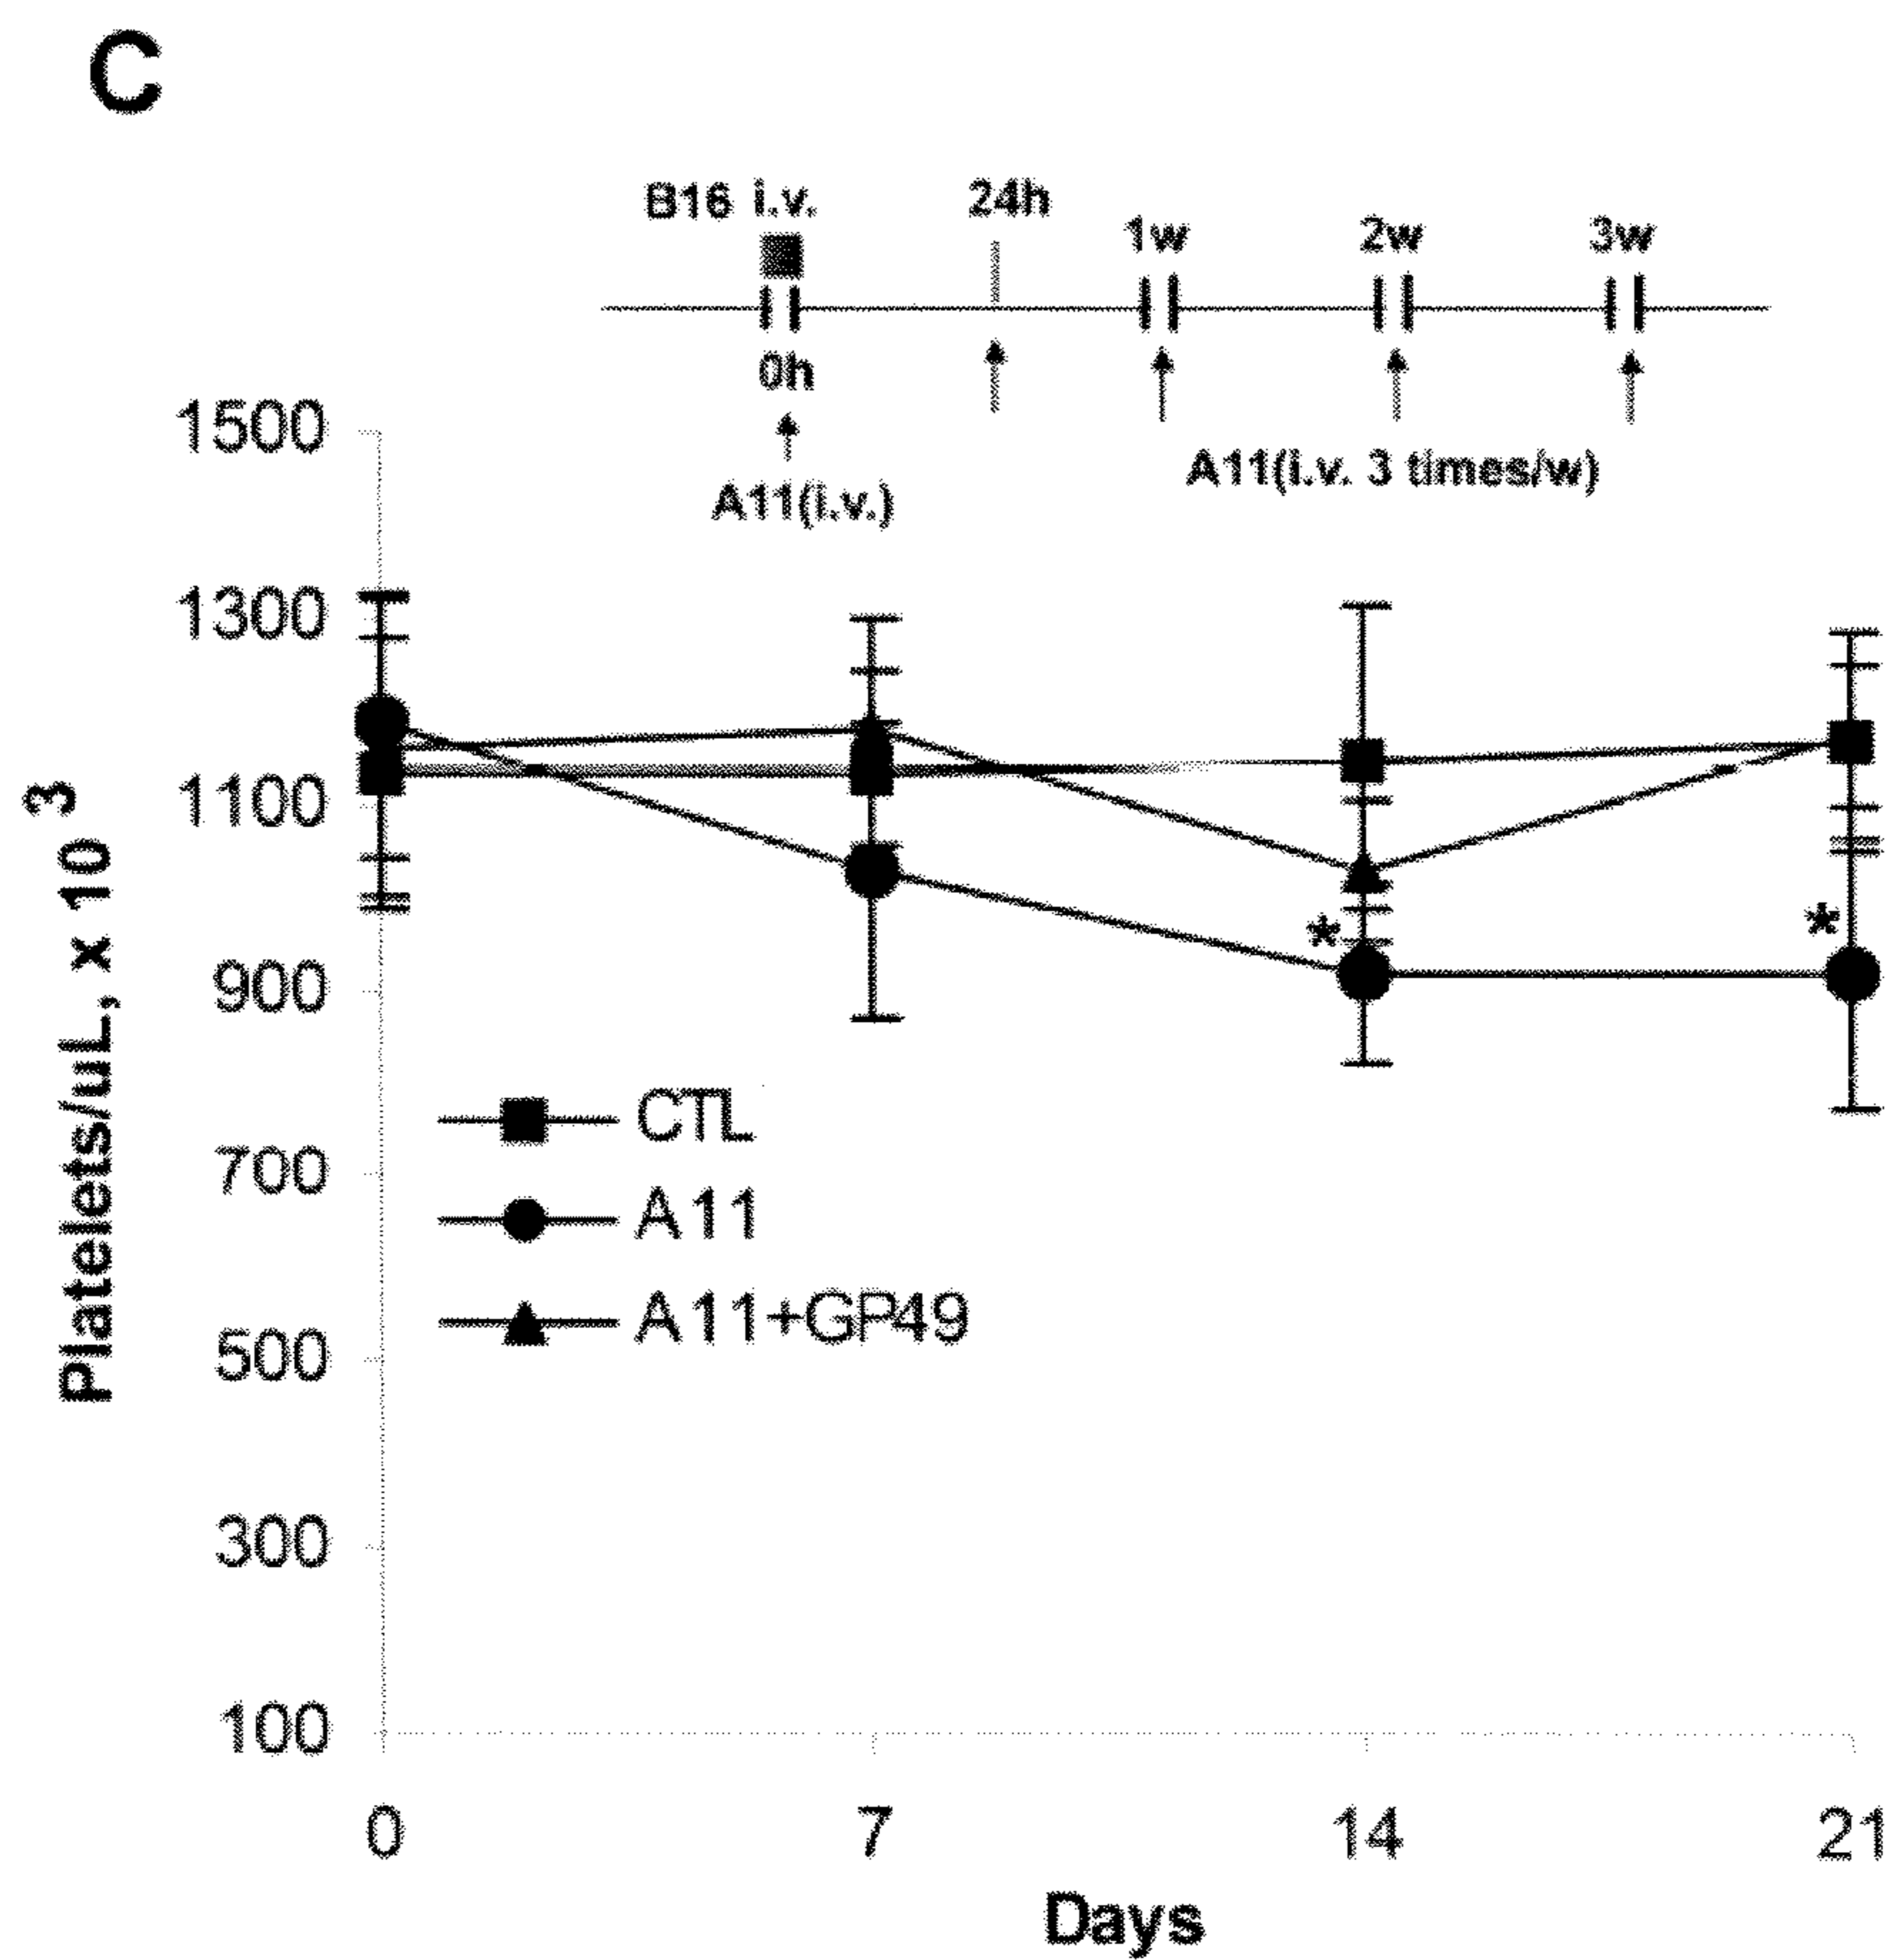 C
B16 i.v.
24h
1w
2w
3w
0h
A11(i.v.)
A11(i.v. 3 times/w)
Platelets/uL, x 10 3
1500
1300
1100
900
700
500
300
100
*
*
CTL
A11
A11+GP49
0
7
14
21
Days